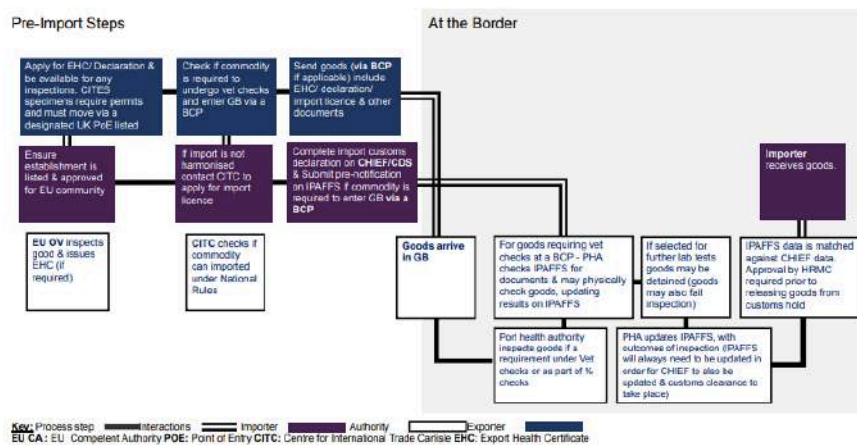 Pre-Import Steps
At the Border
Apply for EHC/ Declaration &
be available for any
inspections. CITES
specimens require permits
and must move via a
designated UK PoE listed
Check if commodity
is required to
undergo vet checks
and enter GB via a
BCP
Send goods (via BCP
if applicable) include
EHC/ declaration/
import licence & other
documents
Ensure
establishment is
listed & approved
for EU community
If import is not
harmonised
contact CITC to
apply for import
licence
Complete import customs
declaration on CHIEF/CDS
& Submit pre-notification
on IPAFFS if commodity is
required to enter GB via a
BCP
Importer
receives goods.
EU OV inspects
good & issues
EHC (if
required)
CITC checks if
commodity
can imported
under National
Rules
Goods arrive
in GB
For goods requiring vet
checks at a BCP - PHA
checks IPAFFS for
documents & may physically
check goods, updating
results on IPAFFS
If selected for
further lab tests
goods may be
detained (goods
may also fail
inspection)
IPAFFS data is matched
against CHIEF data.
Approval by HRMC
required prior to
releasing goods from
customs hold
Port health authority
inspects goods if a
requirement under Vet
checks or as part of %
checks
PHA updates IPAFFS, with
outcomes of inspection (IPAFFS
will always need to be updated in
order for CHIEF to also be
updated & customs clearance to
take place)
Key: Process step Interactions Importer Authority Exporter
EU CA : EU Competent Authority POE: Point of Entry CITC: Centre for International Trade Carlisle EHC: Export Health Certificate